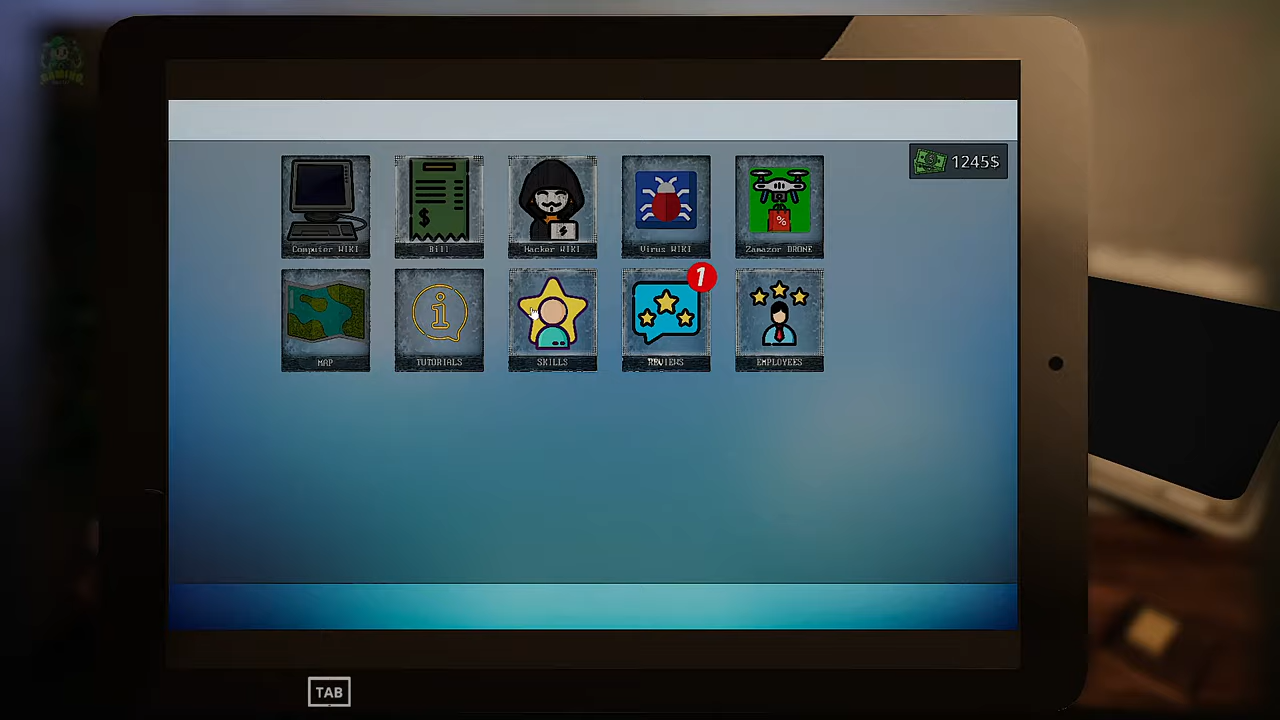 1245$
Computer WIKI
Bill
Hacker WIKI
Virus WIKI
Zamazor DRONE
1
MAP
TUTORIALS
SKILLS
REVIEWS
EMPLOYEES
TAB